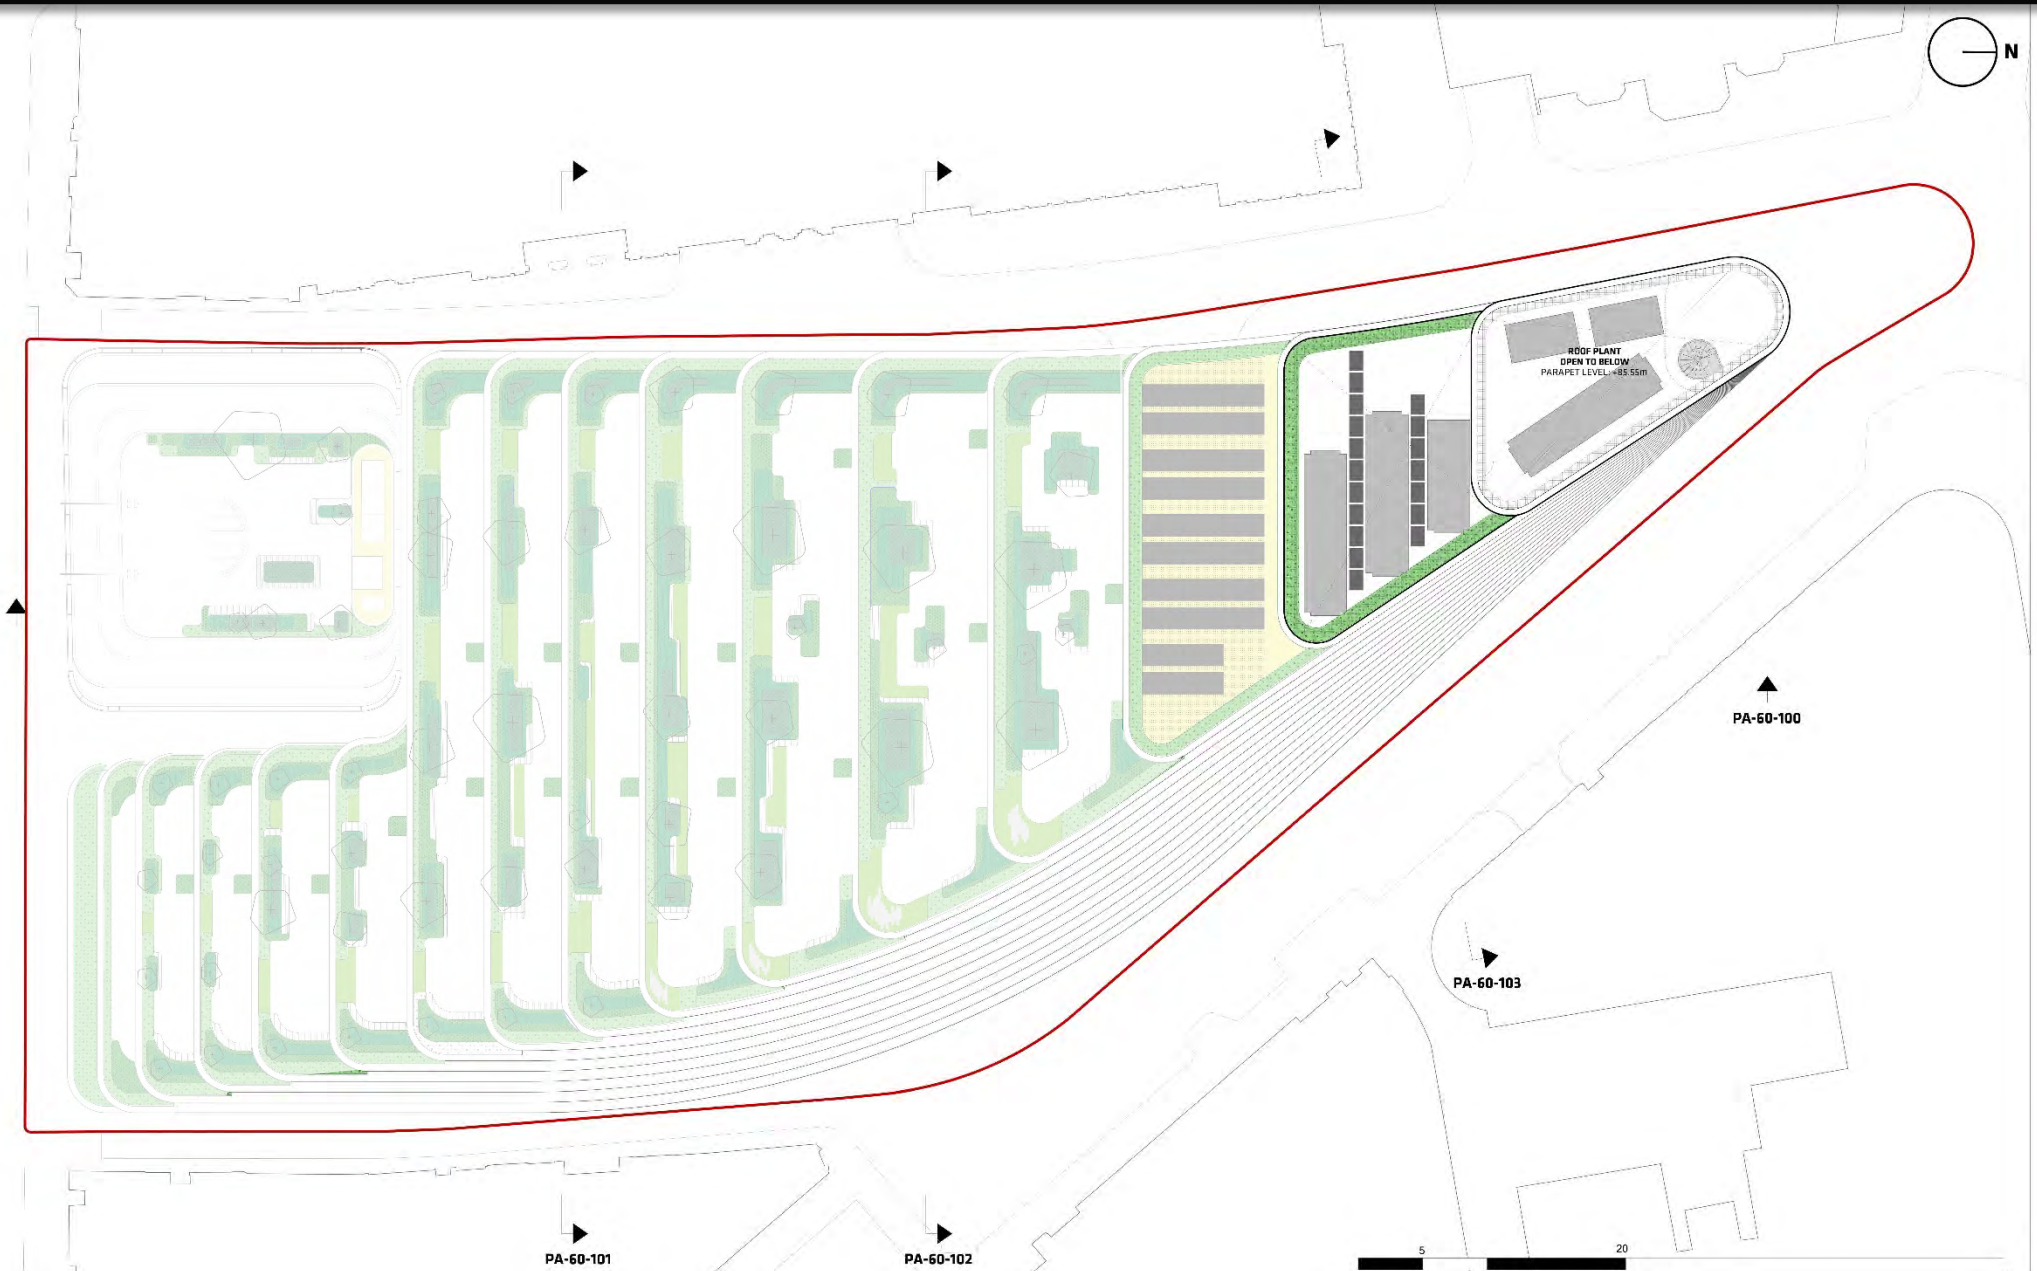 N
ROOF PLANT
OPEN TO BELOW
PARAPET LEVEL: +85.55m
PA-60-100
PA-60-103
PA-60-101
PA-60-102
5
20